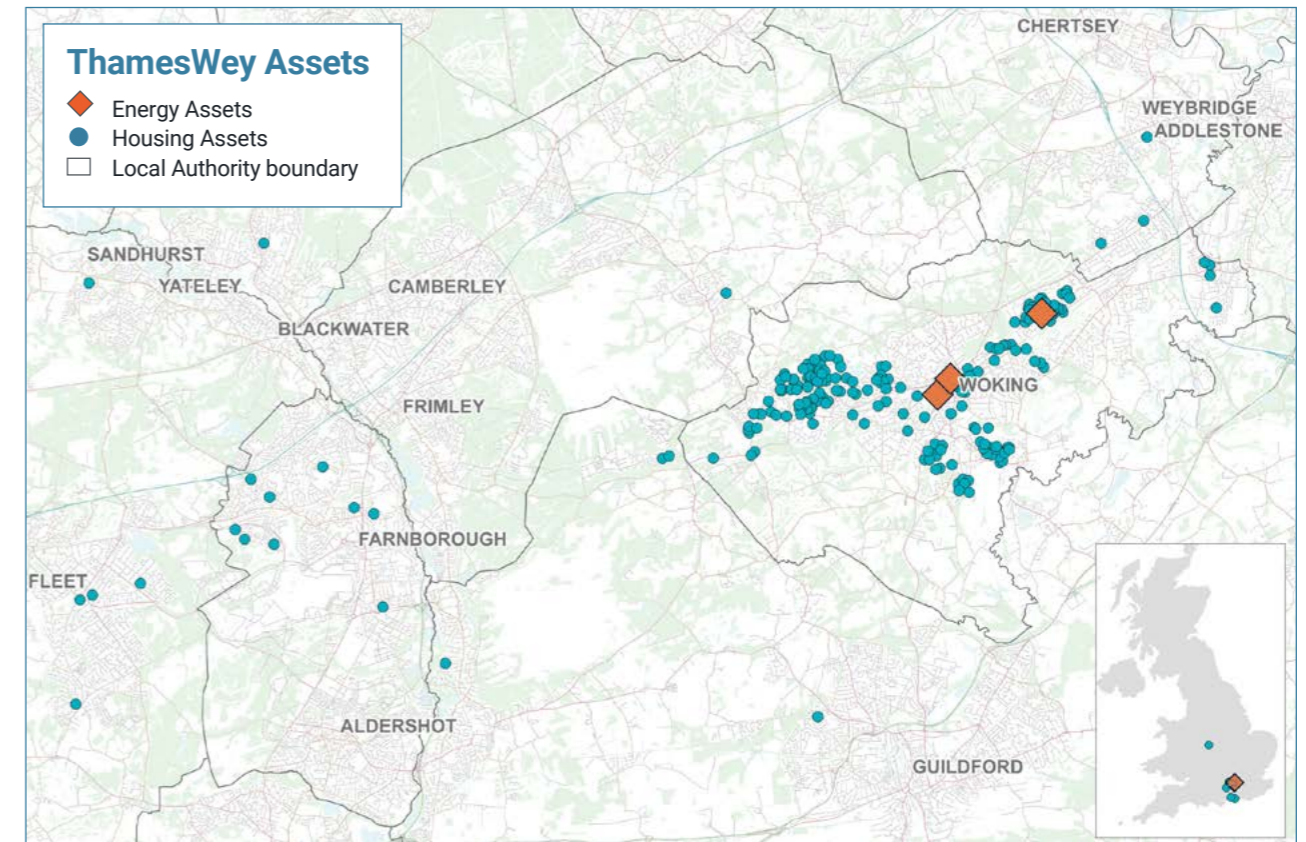 ThamesWey Assets
Energy Assets
Housing Assets
Local Authority boundary
CHERTSEY
WEYBRIDGE
ADDLESTONE
SANDHURST
YATELEY
CAMBERLEY
BLACKWATER
FRIMLEY
WOKING
FARNBOROUGH
FLEET
ALDERSHOT
GUILDFORD